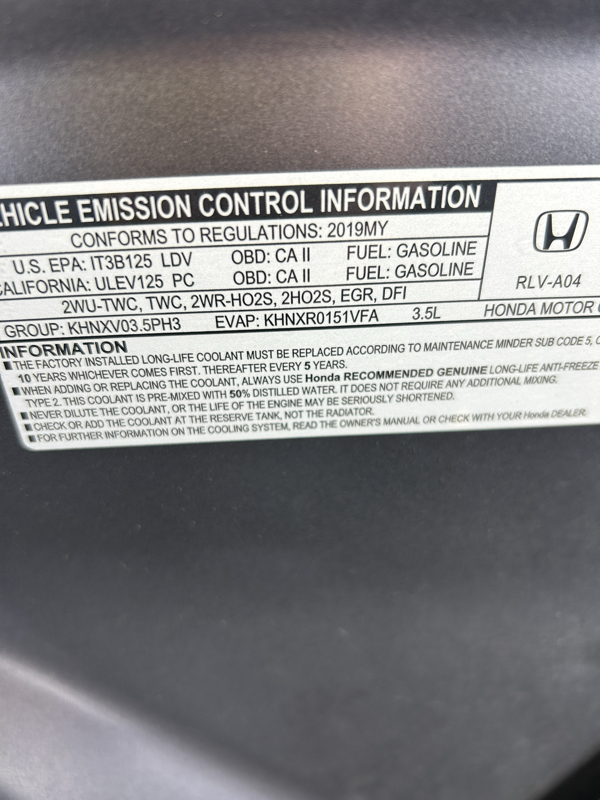 HICLE EMISSION CONTROL INFORMATION
CONFORMS TO REGULATIONS: 2019MY
U.S. EPA: IT3B125 LDV OBD: CA II FUEL: GASOLINE
CALIFORNIA: ULEV125 PC OBD: CA II FUEL: GASOLINE
2WU-TWC, TWC, 2WR-HO2S, 2HO2S, EGR, DFI
GROUP: KHNXV03.5PH3 EVAP: KHNXR0151VFA 3.5L
RLV-A04
HONDA MOTOR
INFORMATION
■ THE FACTORY INSTALLED LONG-LIFE COOLANT MUST BE REPLACED ACCORDING TO MAINTENANCE MINDER SUB CODE 5,
10 YEARS WHICHEVER COMES FIRST. THEREAFTER EVERY 5 YEARS.
■ WHEN ADDING OR REPLACING THE COOLANT, ALWAYS USE Honda RECOMMENDED GENUINE LONG-LIFE ANTI-FREEZE
TYPE 2. THIS COOLANT IS PRE-MIXED WITH 50% DISTILLED WATER. IT DOES NOT REQUIRE ANY ADDITIONAL MIXING.
■ NEVER DILUTE THE COOLANT, OR THE LIFE OF THE ENGINE MAY BE SERIOUSLY SHORTENED.
■ CHECK OR ADD THE COOLANT AT THE RESERVE TANK, NOT THE RADIATOR.
■ FOR FURTHER INFORMATION ON THE COOLING SYSTEM, READ THE OWNER'S MANUAL OR CHECK WITH YOUR Honda DEALER.